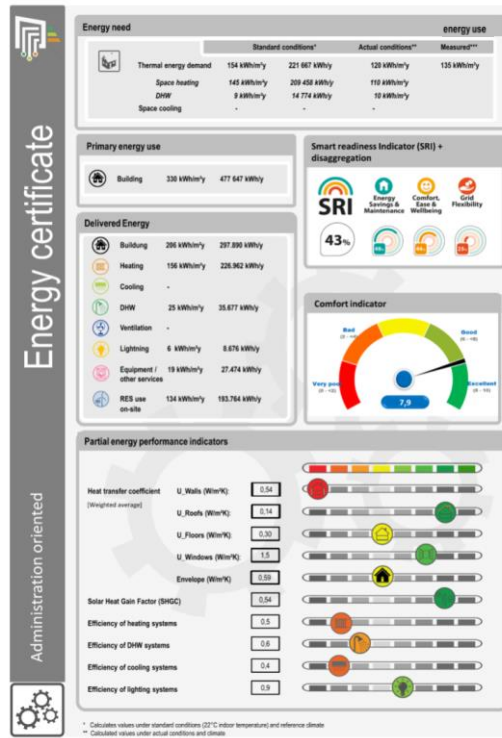 Energy certificate
Administration oriented
Energy need energy use
Standard conditions* Actual conditions** Measured***
Thermal energy demand 154 kWh/m²y 221 667 kWh/y 120 kWh/m²y 135 kWh/m²y
Space heating 145 kWh/m²y 209 458 kWh/y 110 kWh/m²y
DHW 9 kWh/m²y 14 774 kWh/y 10 kWh/m²y
Space cooling - - -
Primary energy use
Building 330 kWh/m²y 477 647 kWh/y
Smart readiness Indicator (SRI) +
disaggregation
SRI
43%
Energy
Savings &
Maintenance
Comfort,
Ease &
Wellbeing
Grid
Flexibility
Delivered Energy
Buildung 206 kWh/m²y 297.890 kWh/y
Heating 156 kWh/m²y 226.962 kWh/y
Cooling -
DHW 25 kWh/m²y 35.677 kWh/y
Ventilation -
Lightning 6 kWh/m²y 8.676 kWh/y
Equipment / 19 kWh/m²y 27.474 kWh/y
other services
RES use 134 kWh/m²y 193.764 kWh/y
on-site
Comfort indicator
Bad
Good
Very poo
Excellent
7,9
Partial energy performance indicators
Heat transfer coefficient U_Walls (W/m²K): 0,54
[Weighted average]
U_Roofs (W/m²K): 0,14
U_Floors (W/m²K): 0,30
U_Windows (W/m²K): 1,5
Envelope (W/m²K) 0,59
Solar Heat Gain Factor (SHGC) 0,54
Efficiency of heating systems 0,5
Efficiency of DHW systems 0,6
Efficiency of cooling systems 0,4
Efficiency of lighting systems 0,9
* Calculates values under standard conditions (22°C indoor temperature) and reference climate
** Calculated values under actual conditions and climate